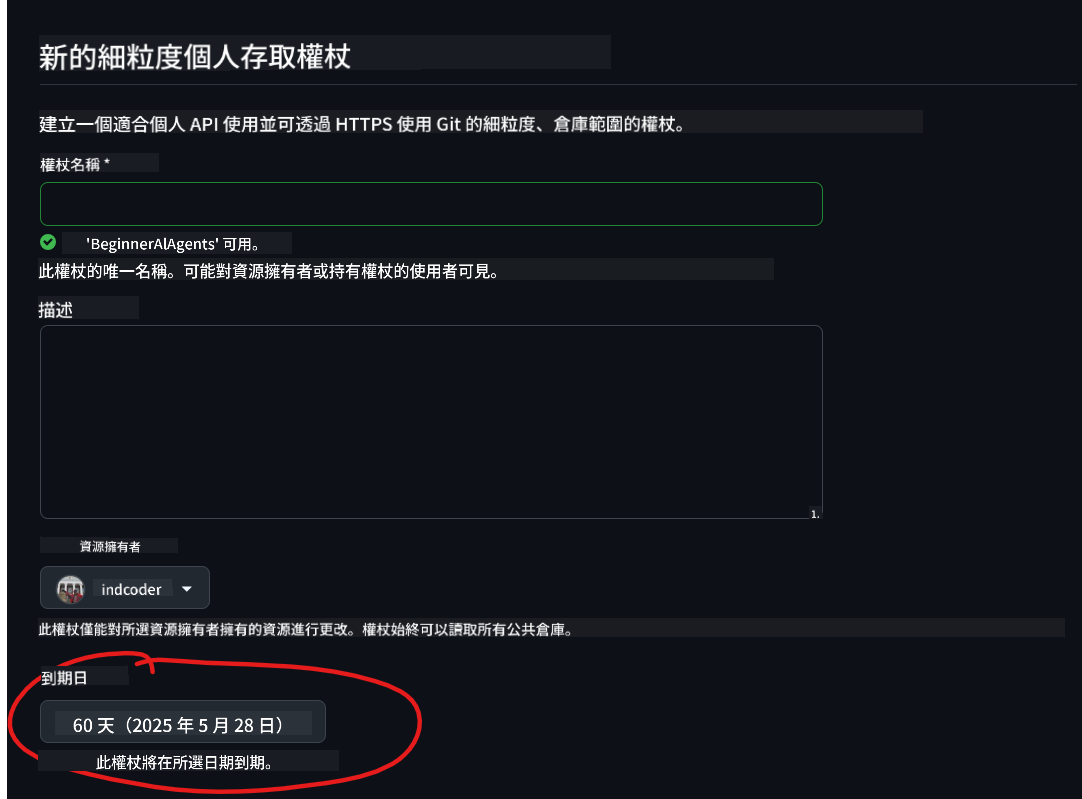 新的細粒度個人存取權杖
建立一個適合個人 API 使用並可透過 HTTPS 使用 Git 的細粒度、倉庫範圍的權杖。
權杖名稱 *
'BeginnerAIAgents' 可用。
此權杖的唯一名稱。可能對資源擁有者或持有權杖的使用者可見。
描述
1.
資源擁有者
indcoder
此權杖僅能對所選資源擁有者擁有的資源進行更改。權杖始終可以讀取所有公共倉庫。
到期日
60 天（2025 年 5 月 28 日）
此權杖將在所選日期到期。